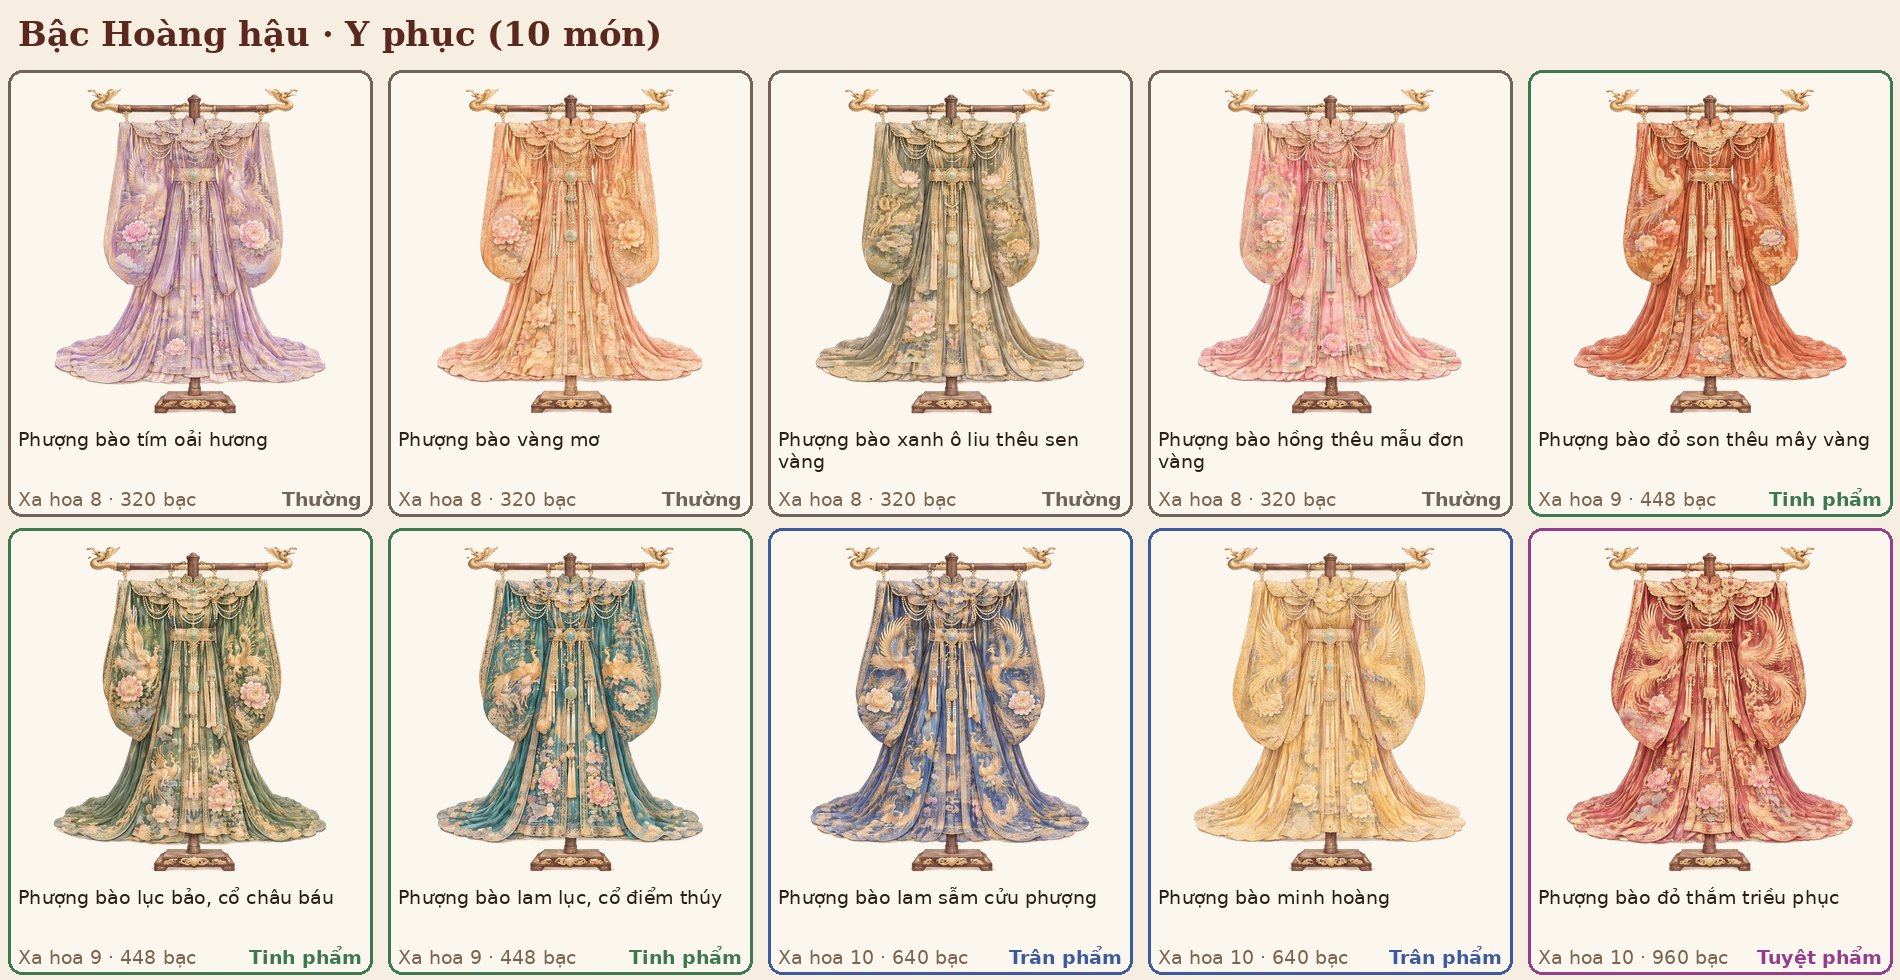 Bậc Hoàng hậu · Y phục (10 món)
Phượng bào tím oải hương
Xa hoa 8 · 320 bạc
Thường
Phượng bào vàng mơ
Xa hoa 8 · 320 bạc
Thường
Phượng bào xanh ô liu thêu sen
vàng
Xa hoa 8 · 320 bạc
Thường
Phượng bào hồng thêu mẫu đơn
vàng
Xa hoa 8 · 320 bạc
Thường
Phượng bào đỏ son thêu mây vàng
Xa hoa 9 · 448 bạc
Tinh phẩm
Phượng bào lục bảo, cổ châu báu
Xa hoa 9 · 448 bạc
Tinh phẩm
Phượng bào lam lục, cổ điểm thúy
Xa hoa 9 · 448 bạc
Tinh phẩm
Phượng bào lam sẫm cửu phượng
Xa hoa 10 · 640 bạc
Trân phẩm
Phượng bào minh hoàng
Xa hoa 10 · 640 bạc
Trân phẩm
Phượng bào đỏ thắm triều phục
Xa hoa 10 · 960 bạc
Tuyệt phẩm